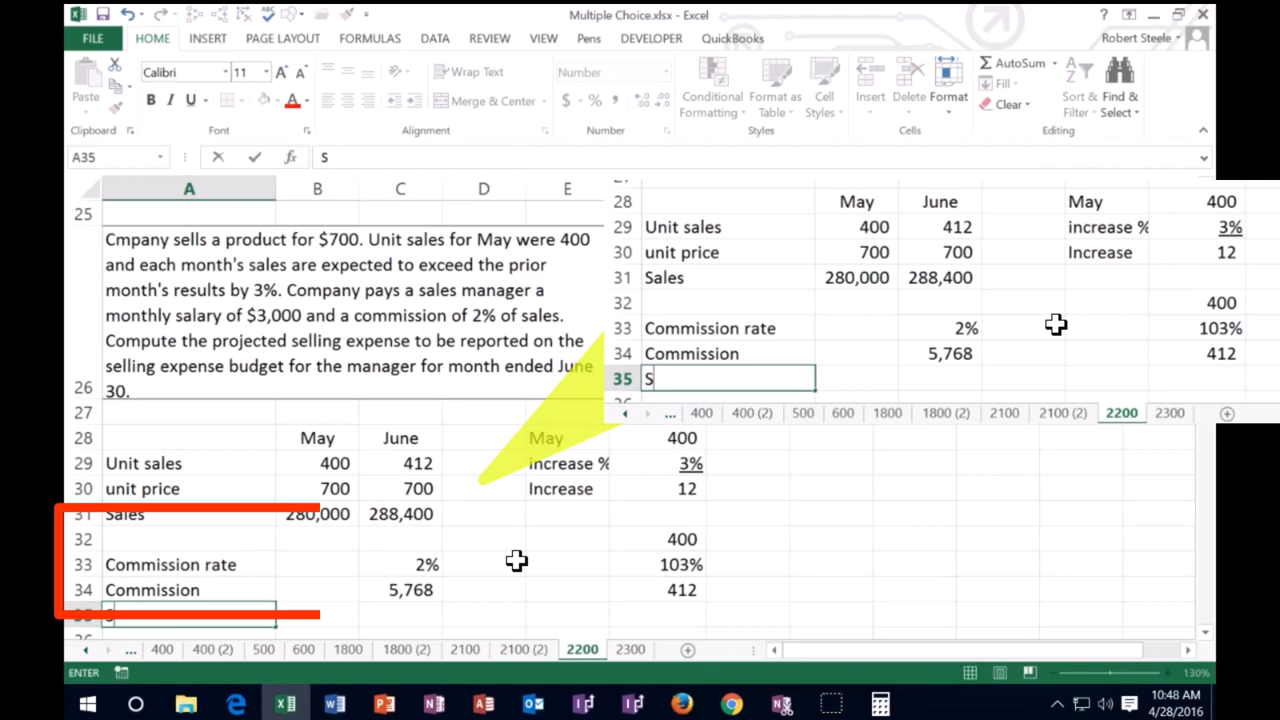 Multiple Choice.xlsx - Excel
FILE HOME INSERT PAGE LAYOUT FORMULAS DATA REVIEW VIEW Pens DEVELOPER QuickBooks Robert Steele
Calibri 11 Wrap Text Number AutoSum
Paste Merge & Center Conditional Formatting Format as Table Cell Styles Insert Delete Format Fill Clear Sort & Filter Find & Select
Clipboard Font Alignment Number Styles Cells Editing
A35 S
A B C D E
25
26 Cmpany sells a product for $700. Unit sales for May were 400
and each month's sales are expected to exceed the prior
month's results by 3%. Company pays a sales manager a
monthly salary of $3,000 and a commission of 2% of sales.
Compute the projected selling expense to be reported on the
selling expense budget for the manager for month ended June
30.
27
28 May June May 400
29 Unit sales 400 412 increase % 3%
30 unit price 700 700 Increase 12
31 Sales 280,000 288,400
32 400
33 Commission rate 2% 103%
34 Commission 5,768 412
35 S
... 400 400 (2) 500 600 1800 1800 (2) 2100 2100 (2) 2200 2300
28 May June May 400
29 Unit sales 400 412 increase % 3%
30 unit price 700 700 Increase 12
31 Sales 280,000 288,400
32 400
33 Commission rate 2% 103%
34 Commission 5,768 412
35 S
... 400 400 (2) 500 600 1800 1800 (2) 2100 2100 (2) 2200 2300
ENTER 130%
10:48 AM
4/28/2016